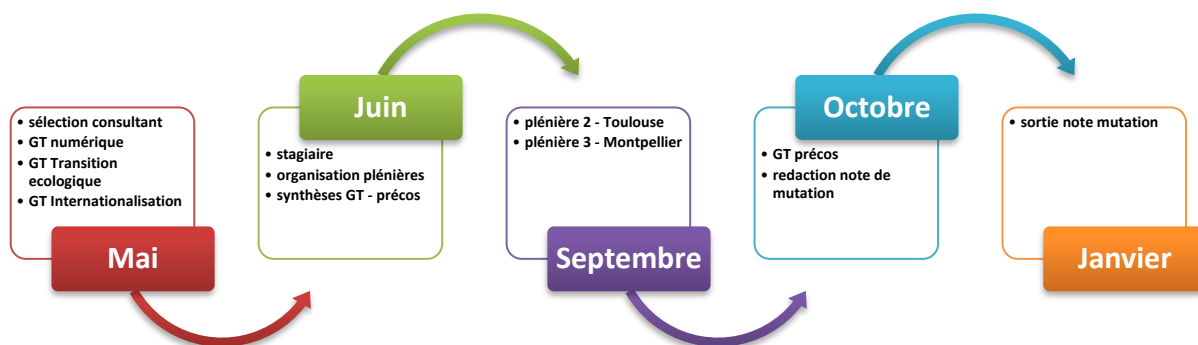 • sélection consultant
• GT numérique
• GT Transition
ecologique
• GT Internationalisation
Mai
Juin
• stagiaire
• organisation plénières
• synthèses GT - précos
• plénière 2 - Toulouse
• plénière 3 - Montpellier
Septembre
Octobre
• GT précos
• redaction note de
mutation
• sortie note mutation
Janvier